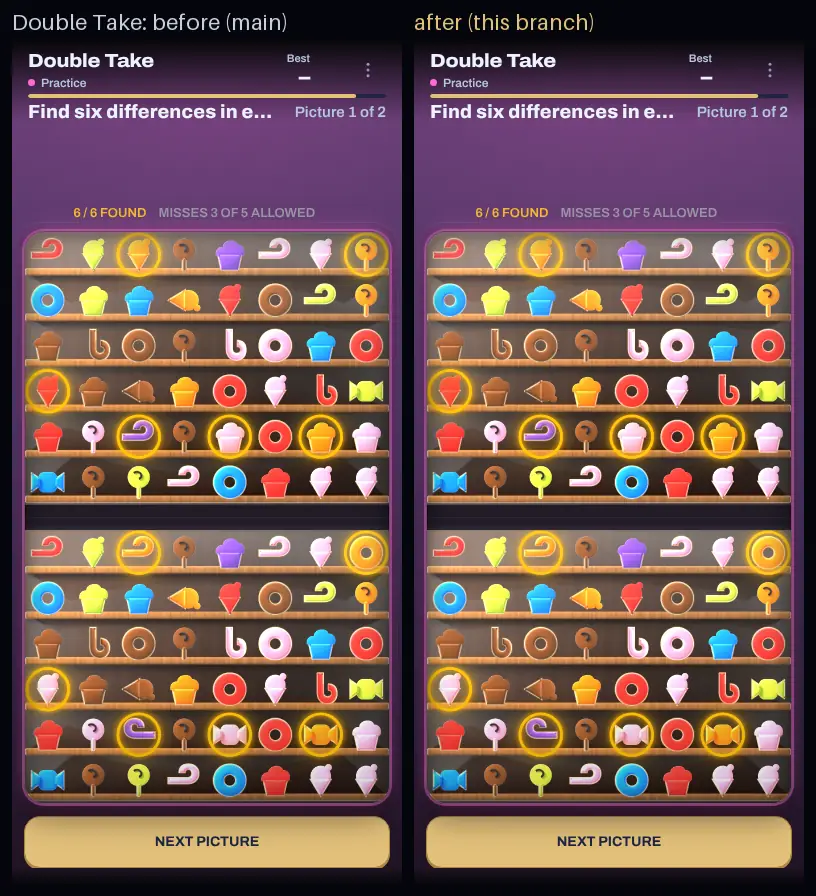 Double Take: before (main)
Double Take
Best
Practice
–
Find six differences in e...
Picture 1 of 2
6 / 6 FOUND
MISSES 3 OF 5 ALLOWED
NEXT PICTURE
after (this branch)
Double Take
Best
Practice
–
Find six differences in e...
Picture 1 of 2
6 / 6 FOUND
MISSES 3 OF 5 ALLOWED
NEXT PICTURE